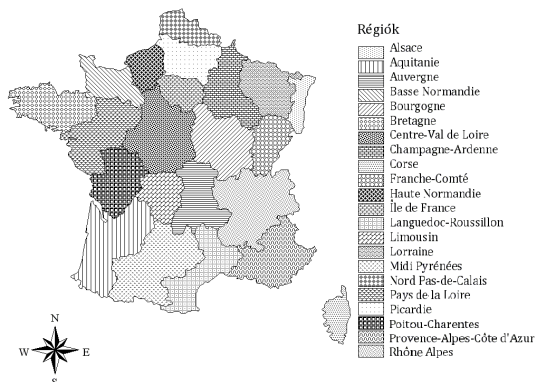 Régiók
Alsace
Aquitanie
Auvergne
Basse Normandie
Bourgogne
Bretagne
Centre-Val de Loire
Champagne-Ardenne
Corse
Franche-Comté
Haute Normandie
Île de France
Languedoc-Roussillon
Limousin
Lorraine
Midi Pyrénées
Nord Pas-de-Calais
Pays de la Loire
Picardie
Poitou-Charentes
Provence-Alpes-Côte d'Azur
Rhône Alpes
N
W E
S